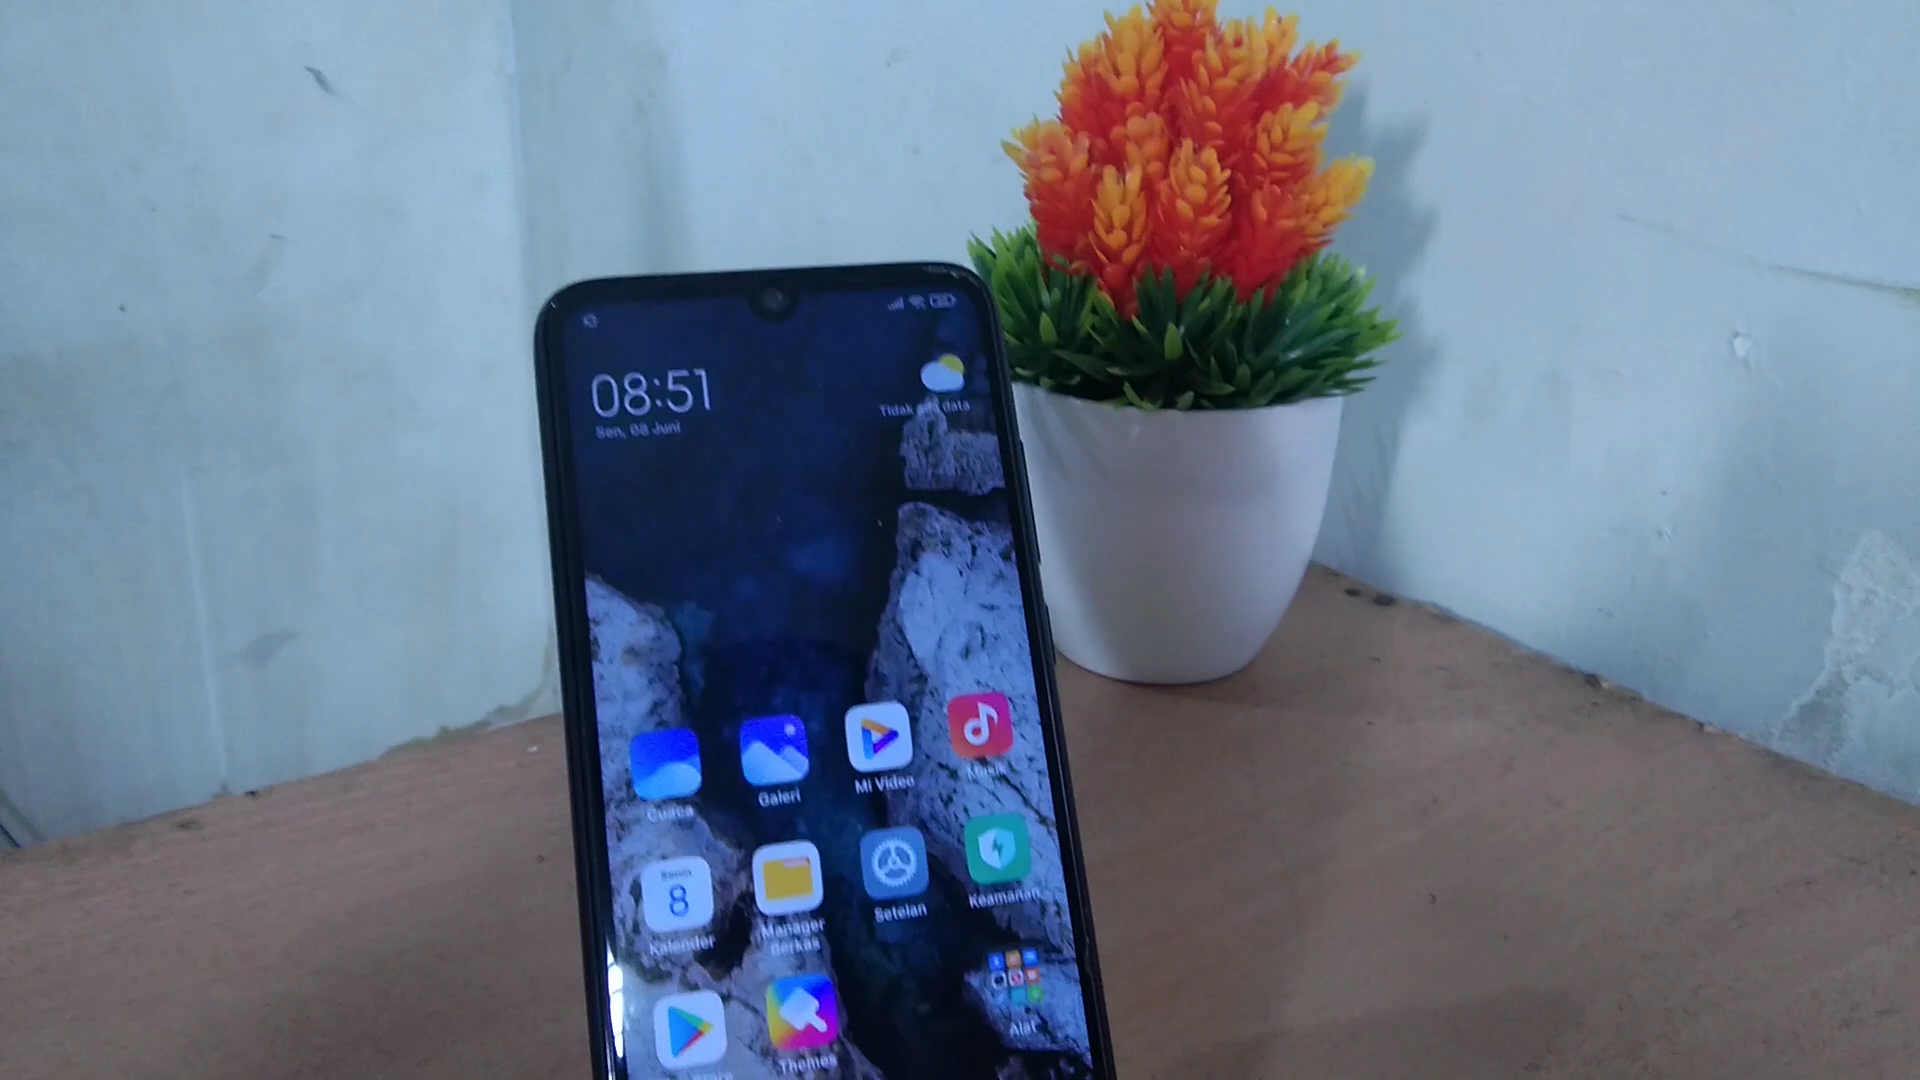 08:51
Sen, 08 Juni
Tidak ada data
Cuaca
Galeri
Mi Video
Musik
Senin
8
Kalender
Manager
Berkas
Setelan
Keamanan
Themes
Alat